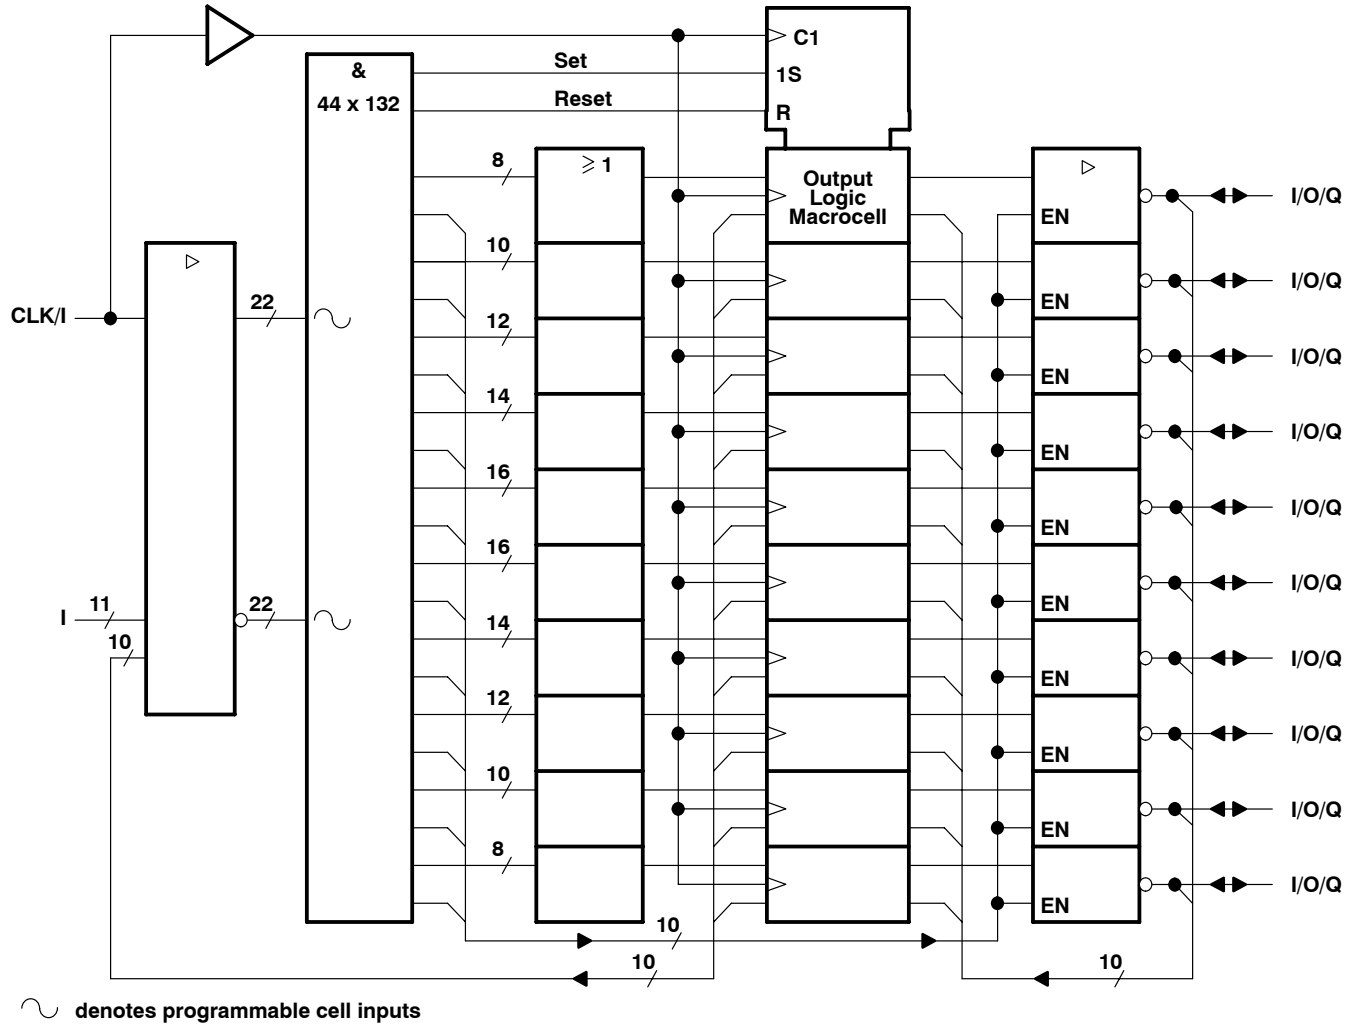 C1
Set
1S
&
44 x 132
Reset
R
8
≥ 1
Output
Logic
Macrocell
I/O/Q
EN
10
I/O/Q
EN
CLK/I
22
12
I/O/Q
EN
14
I/O/Q
EN
16
I/O/Q
EN
16
I/O/Q
EN
I
11
22
14
10
I/O/Q
EN
12
I/O/Q
EN
10
I/O/Q
EN
8
I/O/Q
EN
10
10
10
denotes programmable cell inputs